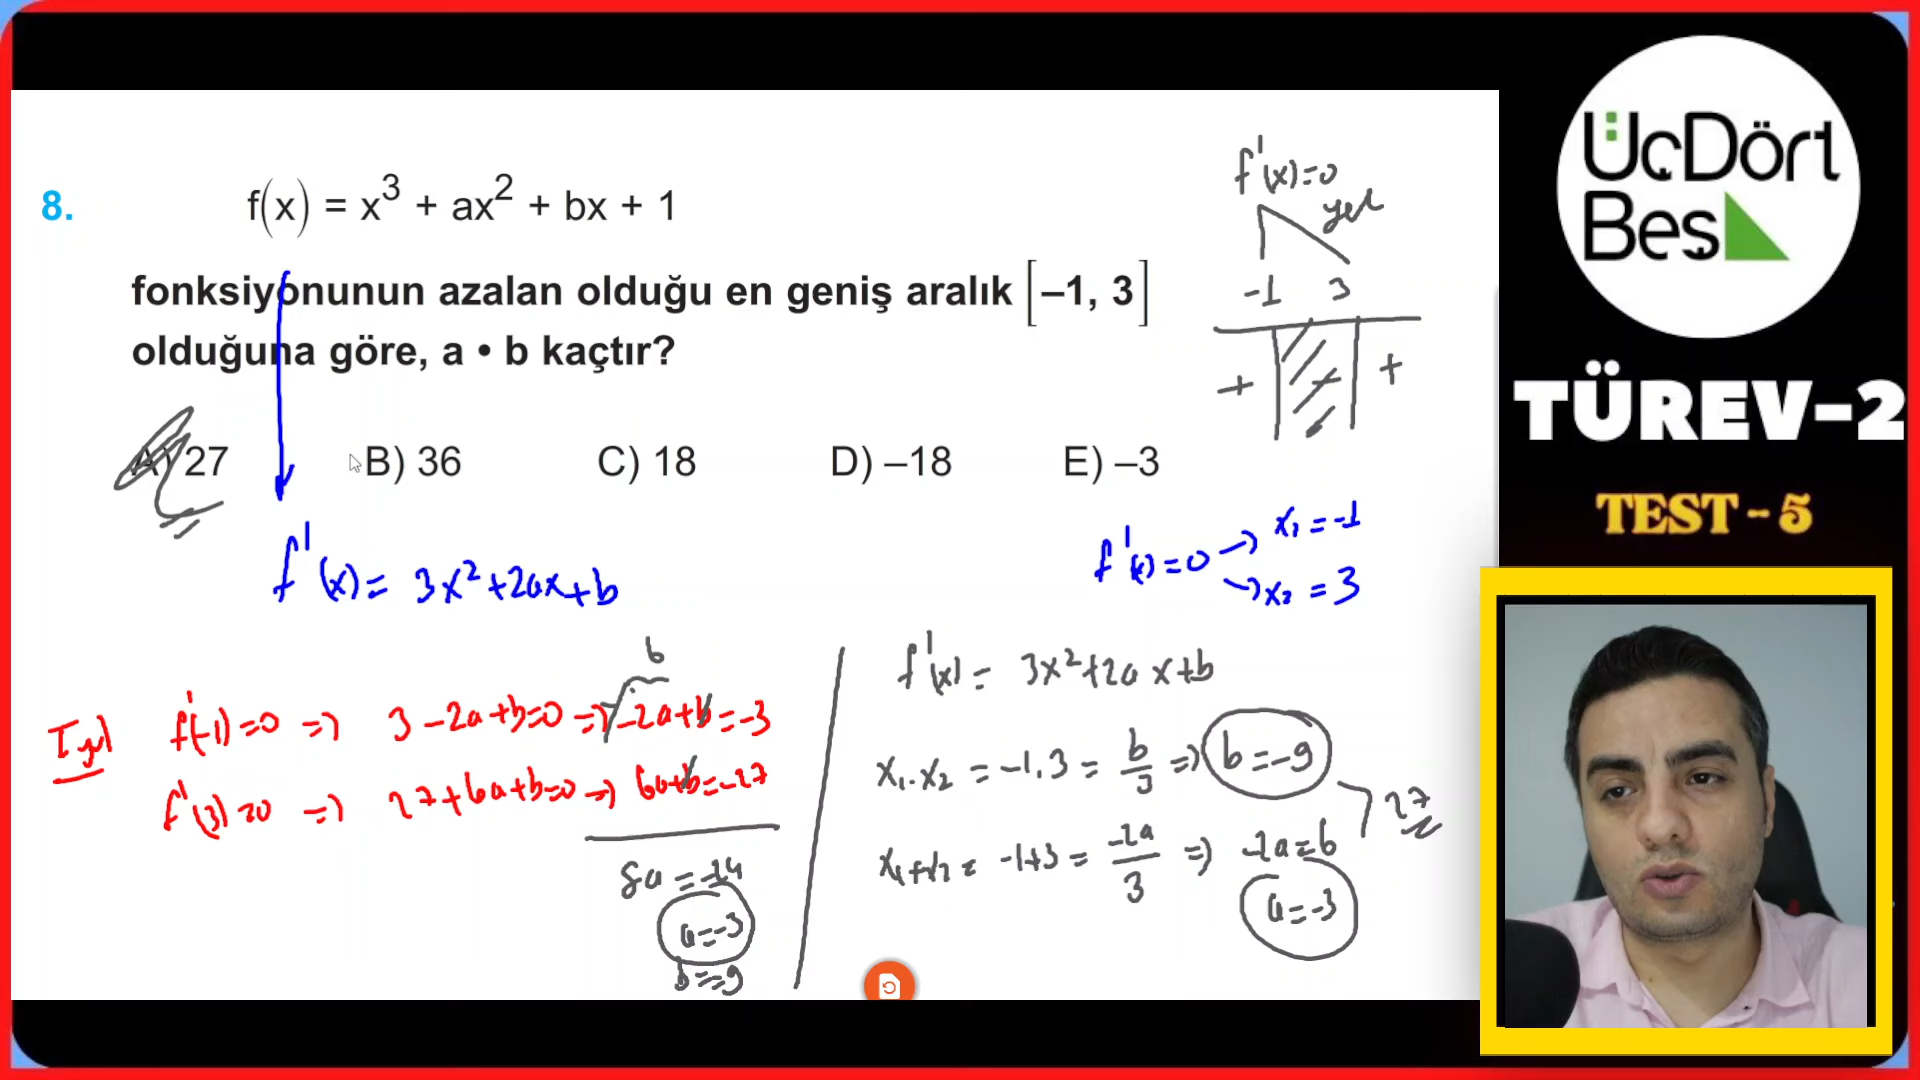 8. f(x) = x³ + ax² + bx + 1
fonksiyonunun azalan olduğu en geniş aralık [–1, 3]
olduğuna göre, a • b kaçtır?
A) 27 B) 36 C) 18 D) –18 E) –3
f'(x)=0
-1 3
+ - +
f'(x) = 3x²+2ax+b
f'(x)=0 → x₁ = -1
→ x₂ = 3
I yol f'(-1)=0 => 3-2a+b=0 => -2a+b=-3
6
f'(3)=0 => 27+6a+b=0 => 6a+b=-27
8a=-24
a=-3
b=-9
f'(x) = 3x²+2ax+b
x₁.x₂ = -1.3 = b/3 => b=-9
x₁+x₂ = -1+3 = -2a/3 => -2a=6
a=-3
27
ÜçDört
Beş
TÜREV-2
TEST - 5